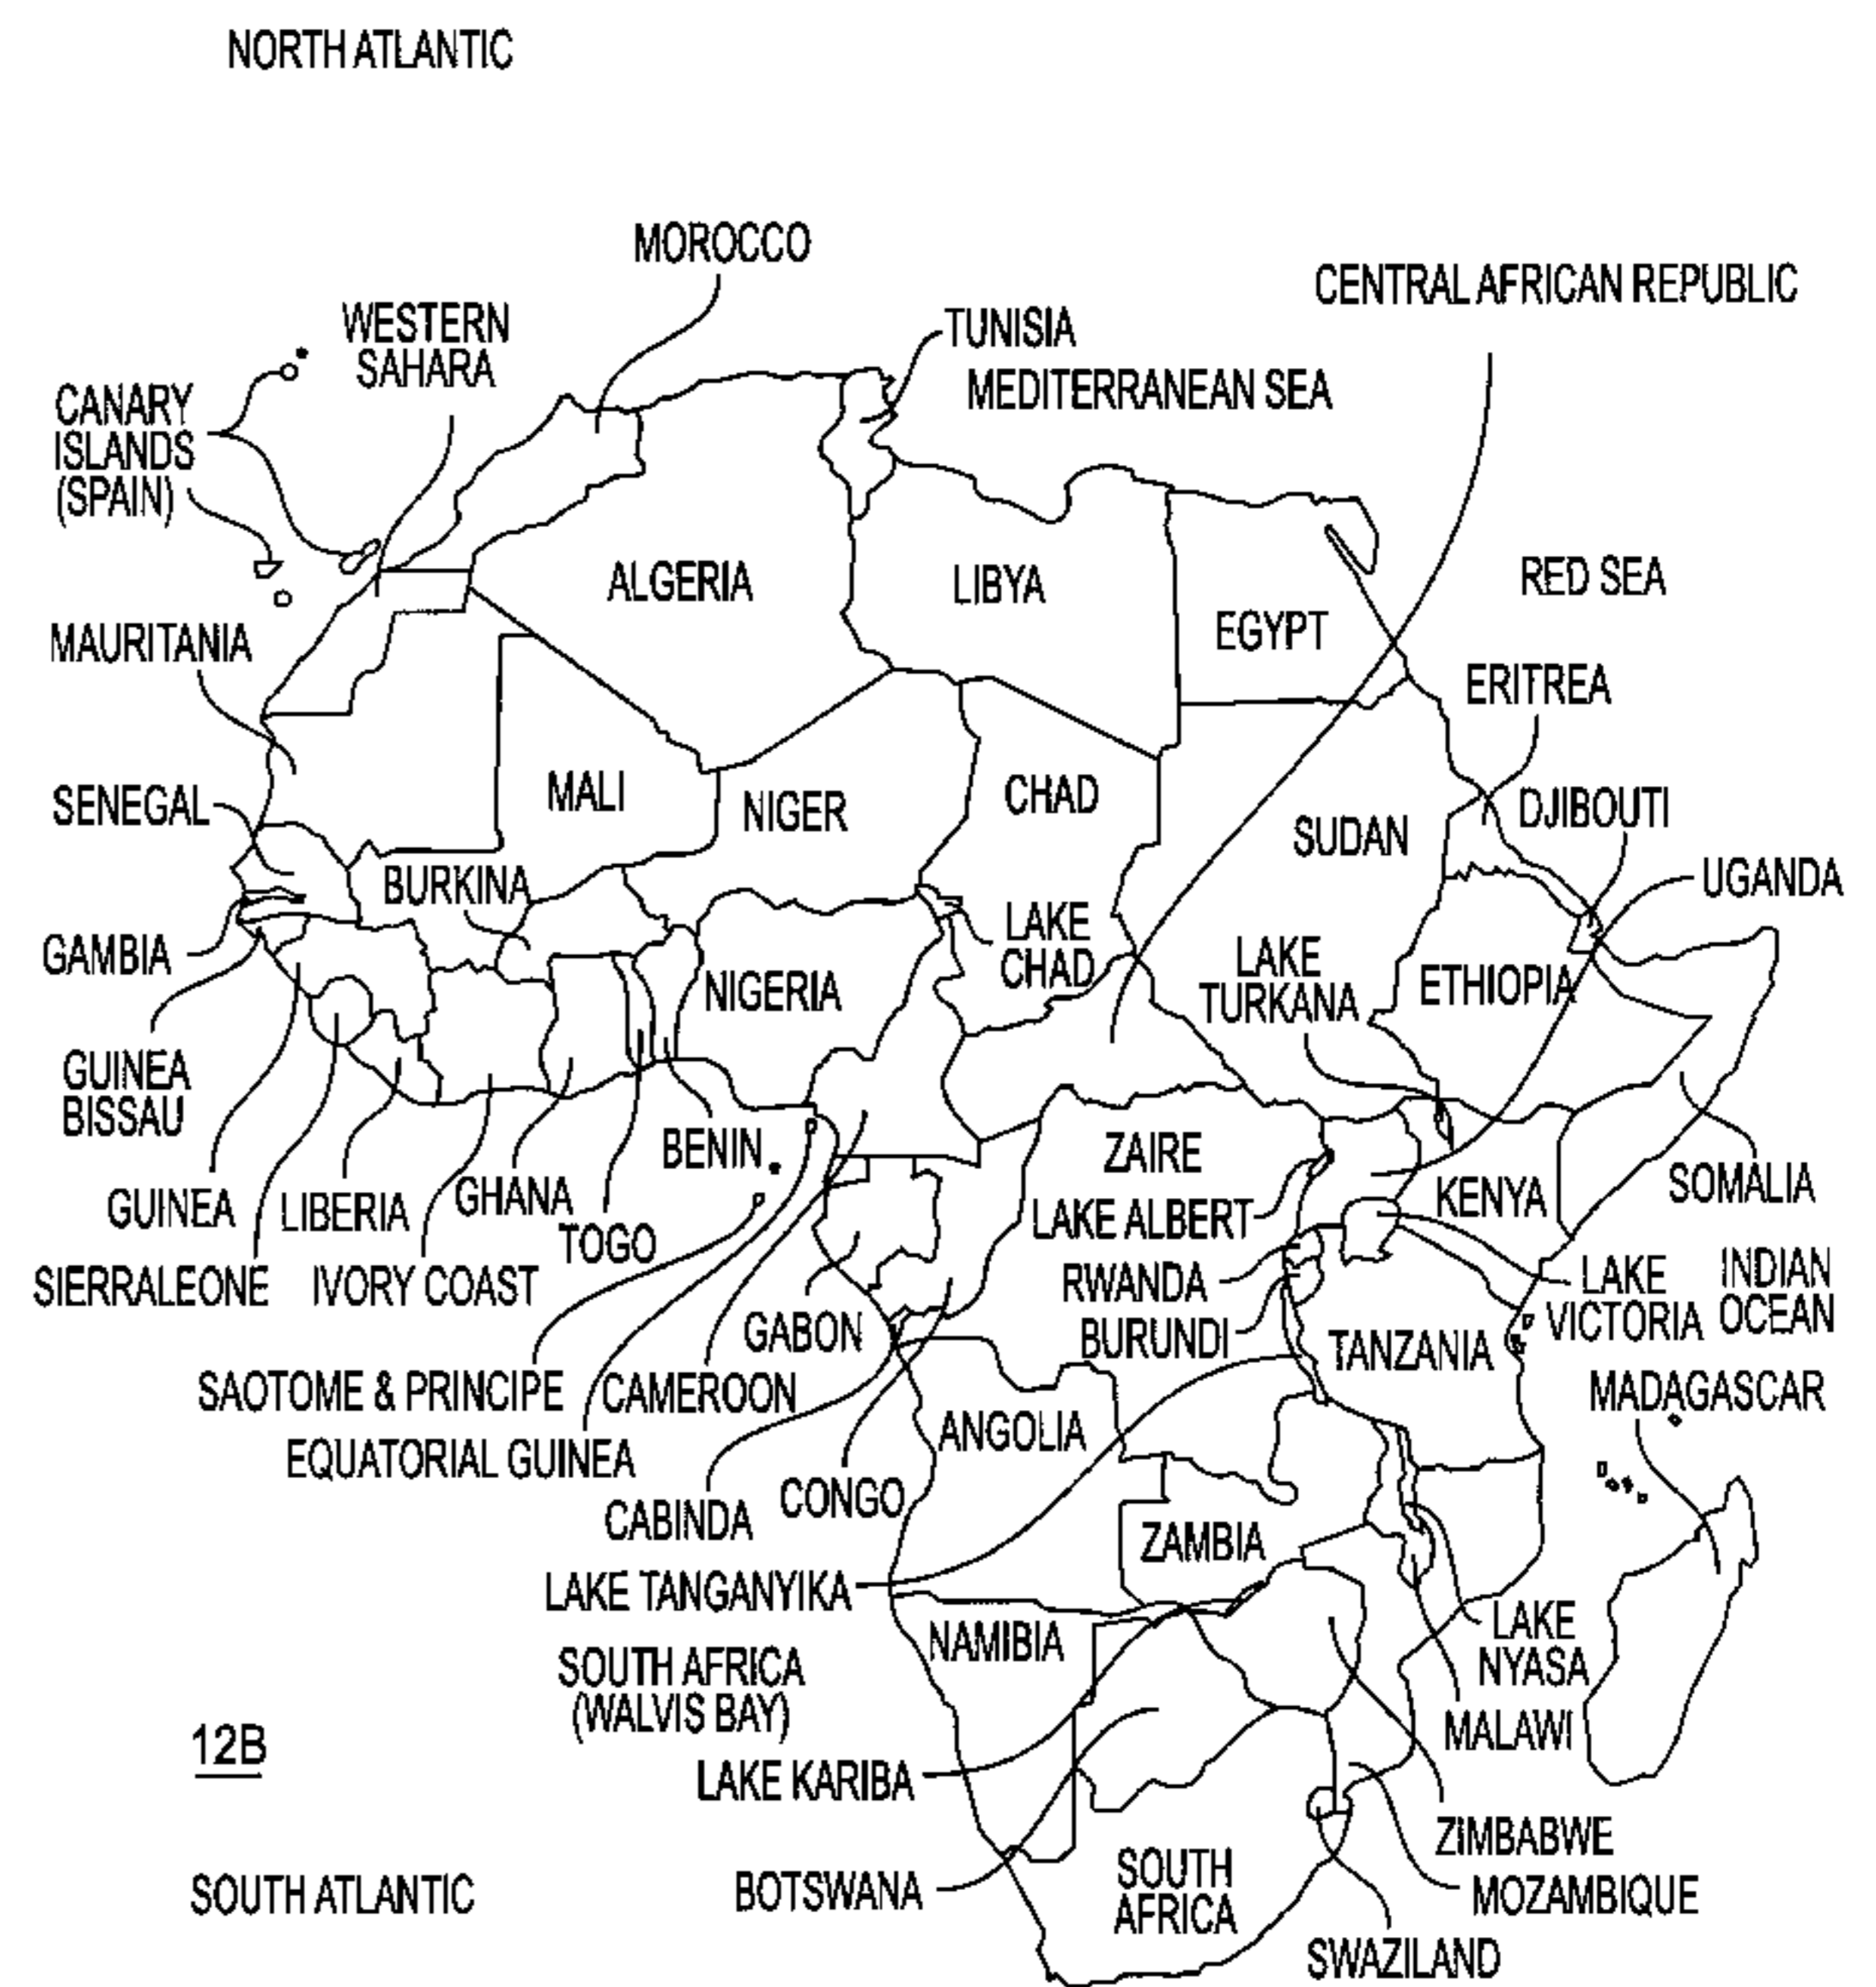 NORTH ATLANTIC
MOROCCO
CENTRAL AFRICAN REPUBLIC
WESTERN
SAHARA
TUNISIA
MEDITERRANEAN SEA
CANARY
ISLANDS
(SPAIN)
ALGERIA
LIBYA
EGYPT
RED SEA
MAURITANIA
ERITREA
SENEGAL
MALI
NIGER
CHAD
SUDAN
DJIBOUTI
BURKINA
UGANDA
GAMBIA
LAKE
CHAD
NIGERIA
LAKE
TURKANA
ETHIOPIA
GUINEA
BISSAU
BENIN
ZAIRE
GUINEA
LIBERIA
GHANA
TOGO
LAKE ALBERT
KENYA
SOMALIA
SIERRALEONE
IVORY COAST
RWANDA
LAKE
VICTORIA
INDIAN
OCEAN
GABON
BURUNDI
TANZANIA
SAOTOME & PRINCIPE
CAMEROON
MADAGASCAR
EQUATORIAL GUINEA
ANGOLIA
CABINDA
CONGO
ZAMBIA
LAKE TANGANYIKA
NAMIBIA
LAKE
NYASA
SOUTH AFRICA
(WALVIS BAY)
MALAWI
12B
LAKE KARIBA
ZIMBABWE
SOUTH ATLANTIC
BOTSWANA
SOUTH
AFRICA
MOZAMBIQUE
SWAZILAND